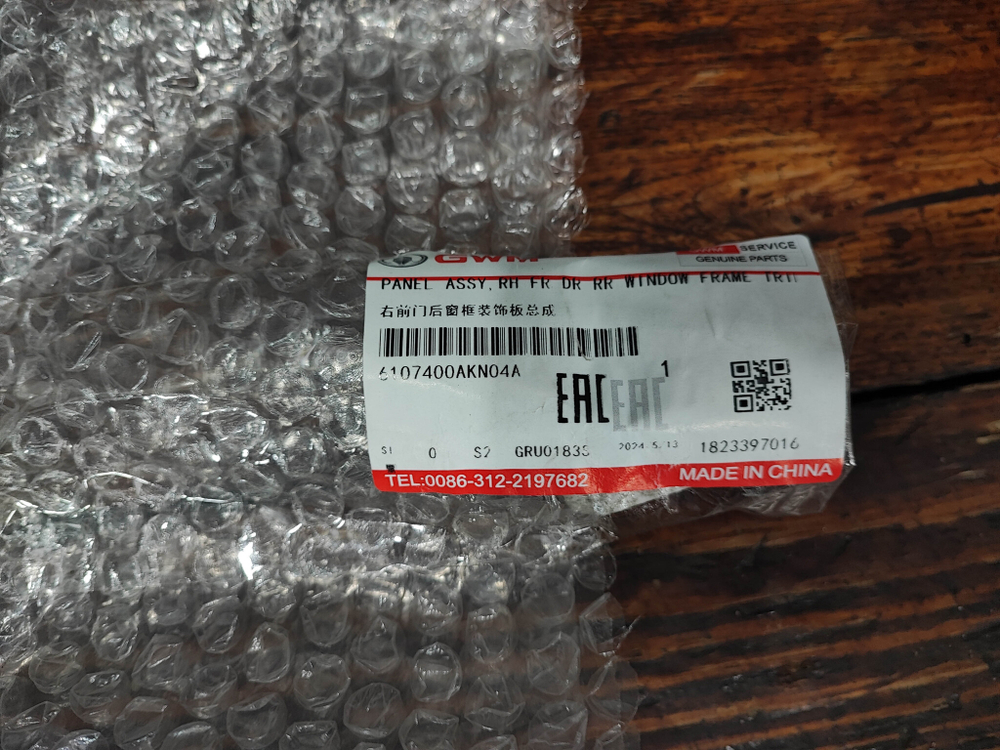 GWM
GWM SERVICE
GENUINE PARTS
PANEL ASSY,RH FR DR RR WINDOW FRAME TRI
右前门后窗框装饰板总成
6107400AKN04A
1
EAC EAC
S1 0 S2 GRU0183S 2024.5.13 1823397016
TEL:0086-312-2197682
MADE IN CHINA